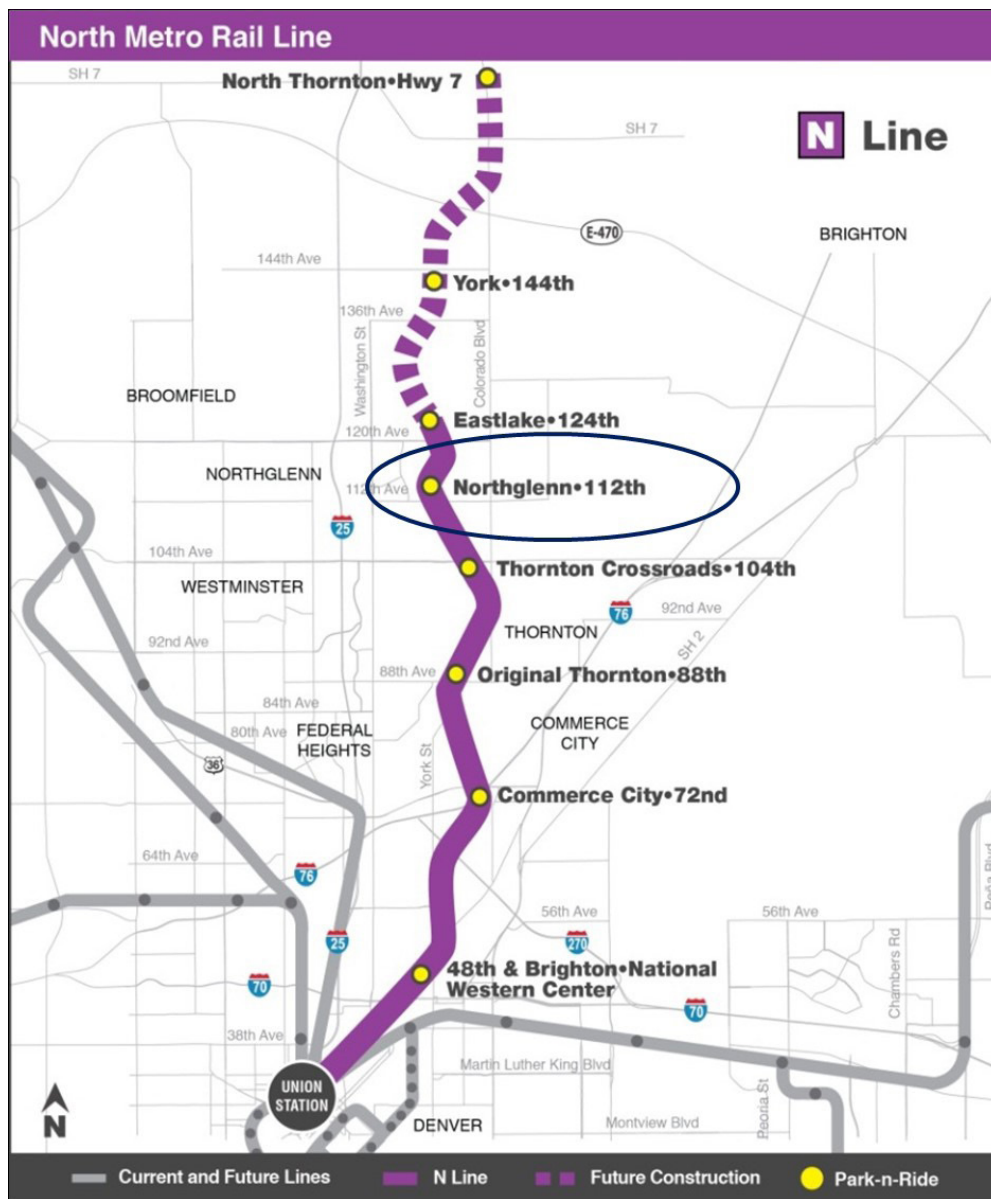 North Metro Rail Line
SH 7
North Thornton•Hwy 7
SH 7
N Line
E-470
BRIGHTON
144th Ave
York•144th
136th Ave
Washington St
Colorado Blvd
BROOMFIELD
Eastlake•124th
120th Ave
NORTHGLENN
112th Ave
Northglenn•112th
25
104th Ave
Thornton Crossroads•104th
WESTMINSTER
76
92nd Ave
THORNTON
SH 2
92nd Ave
88th Ave
Original Thornton•88th
84th Ave
COMMERCE
CITY
80th Ave
FEDERAL
HEIGHTS
36
York St
Commerce City•72nd
64th Ave
76
Peña Blvd
56th Ave
56th Ave
25
270
Chambers Rd
48th & Brighton•National
Western Center
70
70
38th Ave
Martin Luther King Blvd
UNION
STATION
Peoria St
N
DENVER
Montview Blvd
Current and Future Lines
N Line
Future Construction
Park-n-Ride